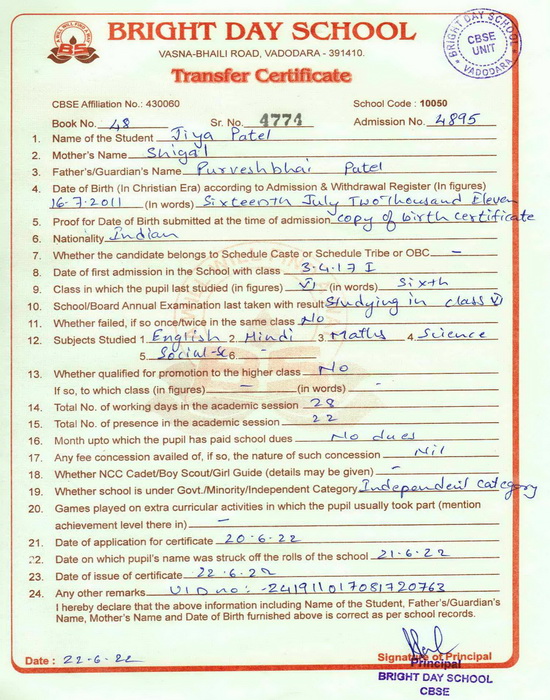 BRIGHT DAY SCHOOL
VASNA-BHAILI ROAD, VADODARA - 391410.
Transfer Certificate
BRIGHT DAY SCHOOL
CBSE
UNIT
VADODARA
CBSE Affiliation No.: 430060 School Code : 10050
Book No. 48 Sr. No. 4774 Admission No. 4895
1. Name of the Student Jiya Patel
2. Mother's Name Shigal
3. Father's/Guardian's Name Purveshbhai Patel
4. Date of Birth (In Christian Era) according to Admission & Withdrawal Register (In figures)
16-7-2011 (In words) Sixteenth July Two Thousand Eleven
5. Proof for Date of Birth submitted at the time of admission copy of birth certificate
6. Nationality Indian
7. Whether the candidate belongs to Schedule Caste or Schedule Tribe or OBC —
8. Date of first admission in the School with class 3-4-17 I
9. Class in which the pupil last studied (in figures) VI (in words) Sixth
10. School/Board Annual Examination last taken with result Studying in class VI
11. Whether failed, if so once/twice in the same class No
12. Subjects Studied 1. English 2. Hindi 3 Maths 4. Science
5. Social-Sc 6. -
13. Whether qualified for promotion to the higher class No
If so, to which class (in figures) — (in words) -
14. Total No. of working days in the academic session 28
15. Total No. of presence in the academic session 22
16. Month upto which the pupil has paid school dues No dues
17. Any fee concession availed of, if so, the nature of such concession Nil
18. Whether NCC Cadet/Boy Scout/Girl Guide (details may be given) -
19. Whether school is under Govt./Minority/Independent Category Independent category
20. Games played on extra curricular activities in which the pupil usually took part (mention
achievement level there in) —
21. Date of application for certificate 20-6-22
22. Date on which pupil's name was struck off the rolls of the school 21-6-22
23. Date of issue of certificate 22-6-22
24. Any other remarks UID no: -241911017081720763
I hereby declare that the above information including Name of the Student, Father's/Guardian's
Name, Mother's Name and Date of Birth furnished above is correct as per school records.
Date : 22-6-22 Signature of Principal
Principal
BRIGHT DAY SCHOOL
CBSE